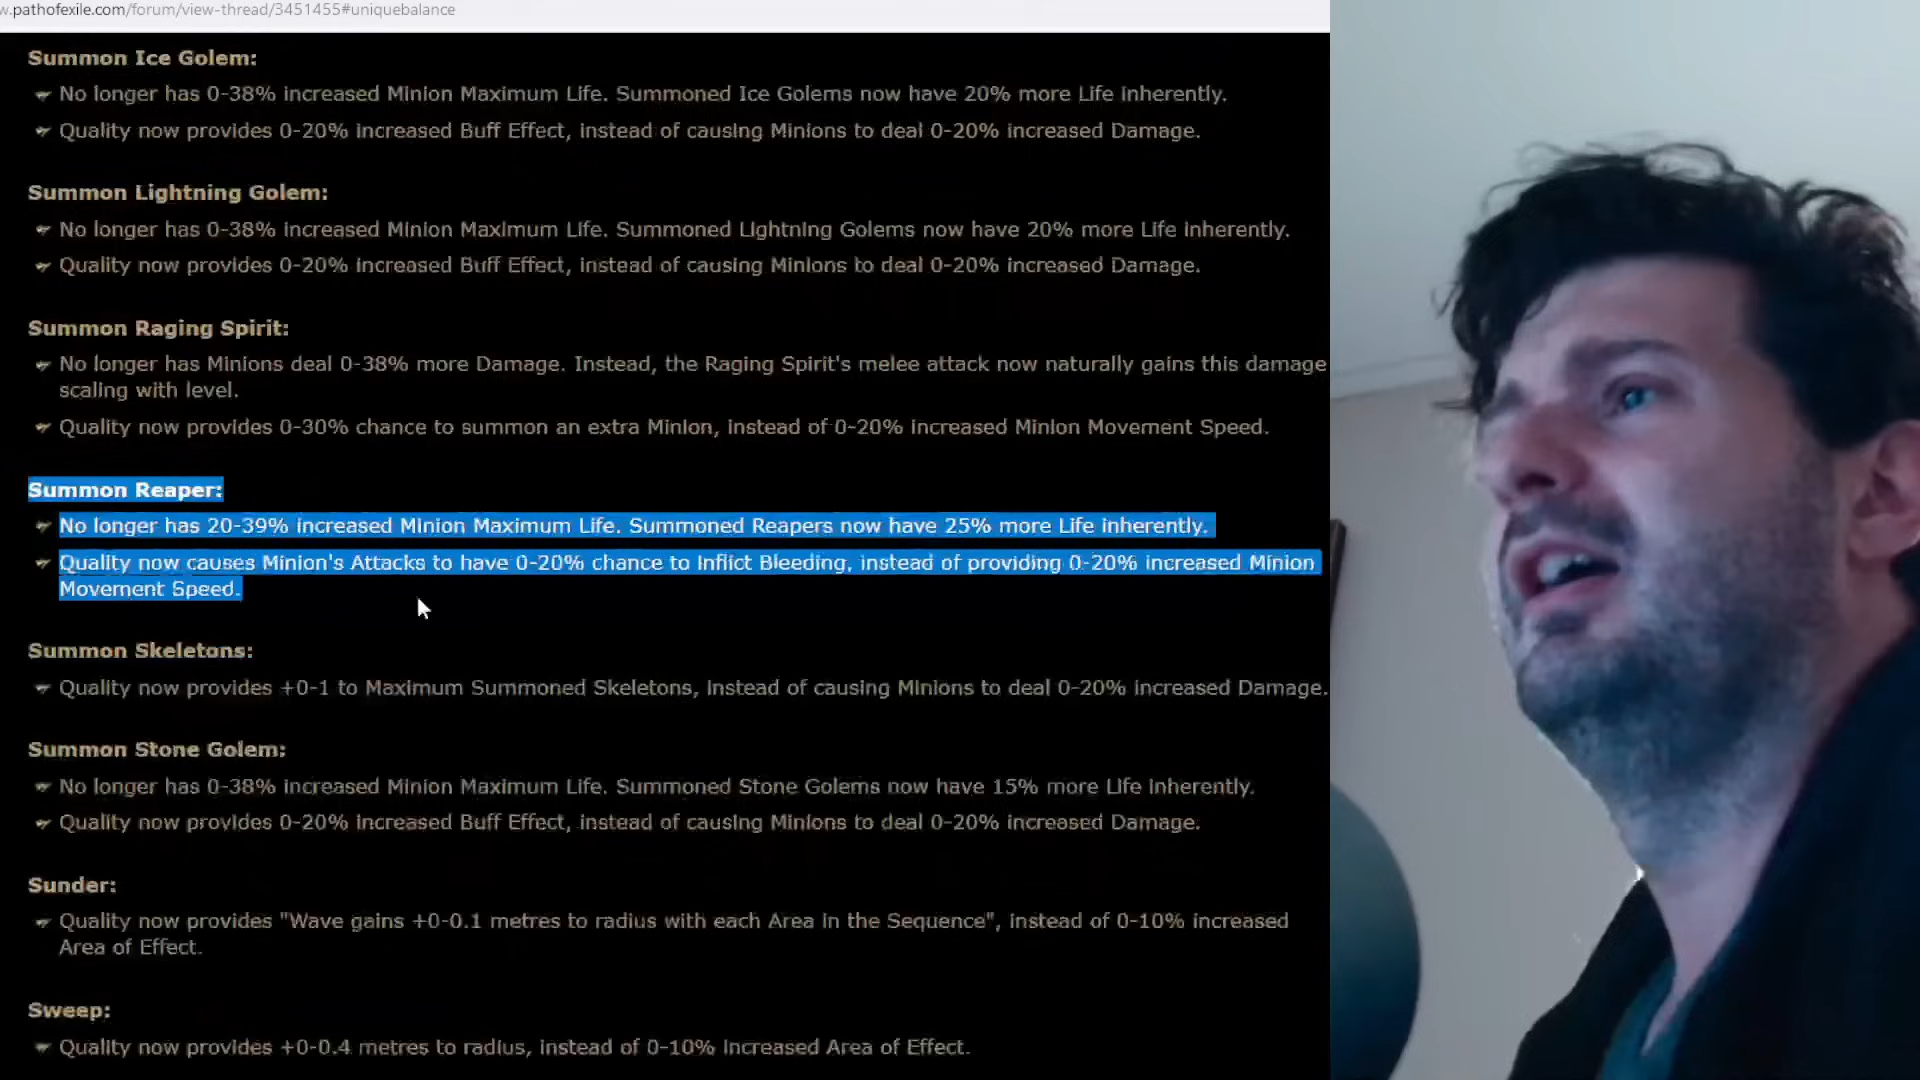 w.pathofexile.com/forum/view-thread/3451455#uniquebalance
Summon Ice Golem:
No longer has 0-38% increased Minion Maximum Life. Summoned Ice Golems now have 20% more Life inherently.
Quality now provides 0-20% increased Buff Effect, instead of causing Minions to deal 0-20% increased Damage.
Summon Lightning Golem:
No longer has 0-38% increased Minion Maximum Life. Summoned Lightning Golems now have 20% more Life inherently.
Quality now provides 0-20% increased Buff Effect, instead of causing Minions to deal 0-20% increased Damage.
Summon Raging Spirit:
No longer has Minions deal 0-38% more Damage. Instead, the Raging Spirit's melee attack now naturally gains this damage
scaling with level.
Quality now provides 0-30% chance to summon an extra Minion, instead of 0-20% increased Minion Movement Speed.
Summon Reaper:
No longer has 20-39% increased Minion Maximum Life. Summoned Reapers now have 25% more Life inherently.
Quality now causes Minion's Attacks to have 0-20% chance to Inflict Bleeding, instead of providing 0-20% increased Minion
Movement Speed.
Summon Skeletons:
Quality now provides +0-1 to Maximum Summoned Skeletons, instead of causing Minions to deal 0-20% increased Damage.
Summon Stone Golem:
No longer has 0-38% increased Minion Maximum Life. Summoned Stone Golems now have 15% more Life inherently.
Quality now provides 0-20% increased Buff Effect, instead of causing Minions to deal 0-20% increased Damage.
Sunder:
Quality now provides "Wave gains +0-0.1 metres to radius with each Area in the Sequence", instead of 0-10% increased
Area of Effect.
Sweep:
Quality now provides +0-0.4 metres to radius, instead of 0-10% increased Area of Effect.